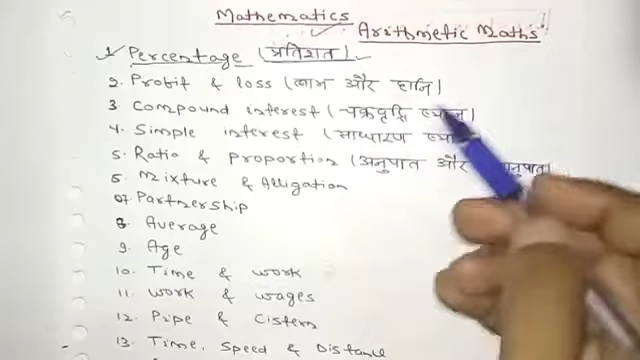 Mathematics
Arithmetic Maths
1. Percentage (प्रतिशत)
2. Profit & loss (लाभ और हानि)
3. Compound interest (चक्रवृद्धि ब्याज)
4. Simple interest (साधारण ब्याज
5. Ratio & proportion (अनुपात और
6. Mixture & Alligation
07 Partnership
8. Average
9. Age
10. Time & work
11. work & wages
12. Pipe & Cistern
13. Time, Speed & Distance